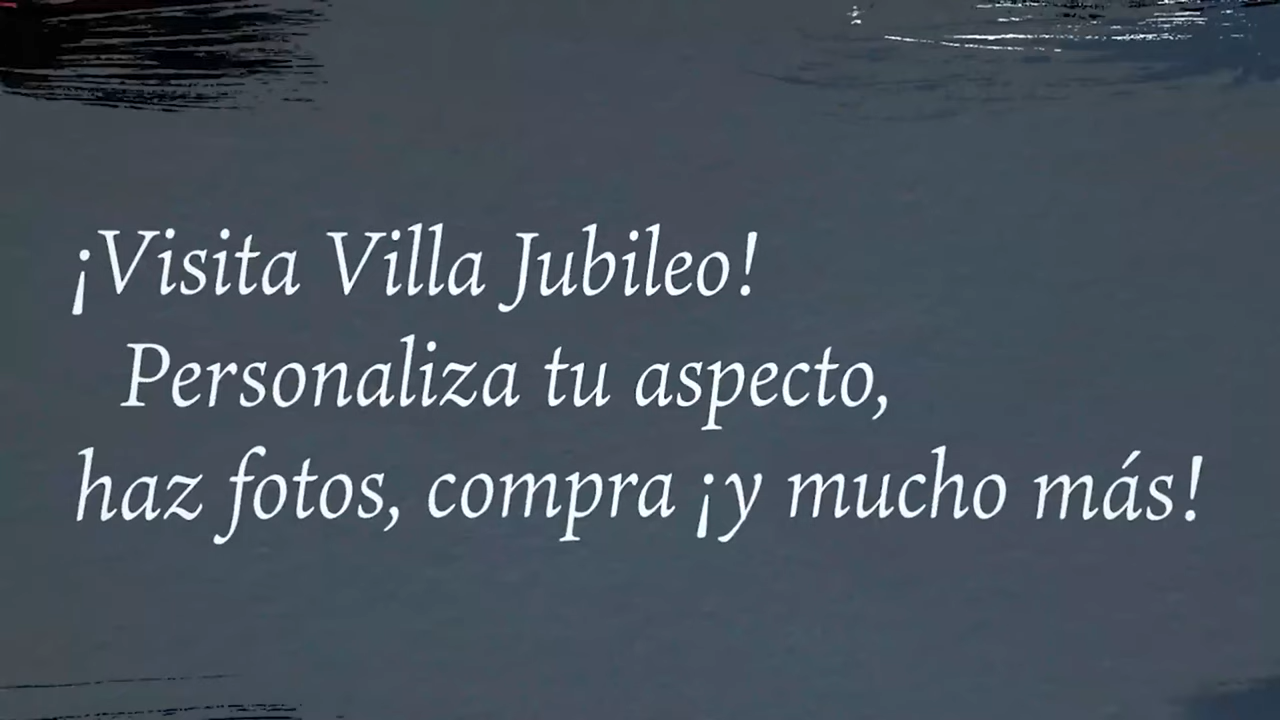 ¡Visita Villa Jubileo!
Personaliza tu aspecto,
haz fotos, compra ¡y mucho más!